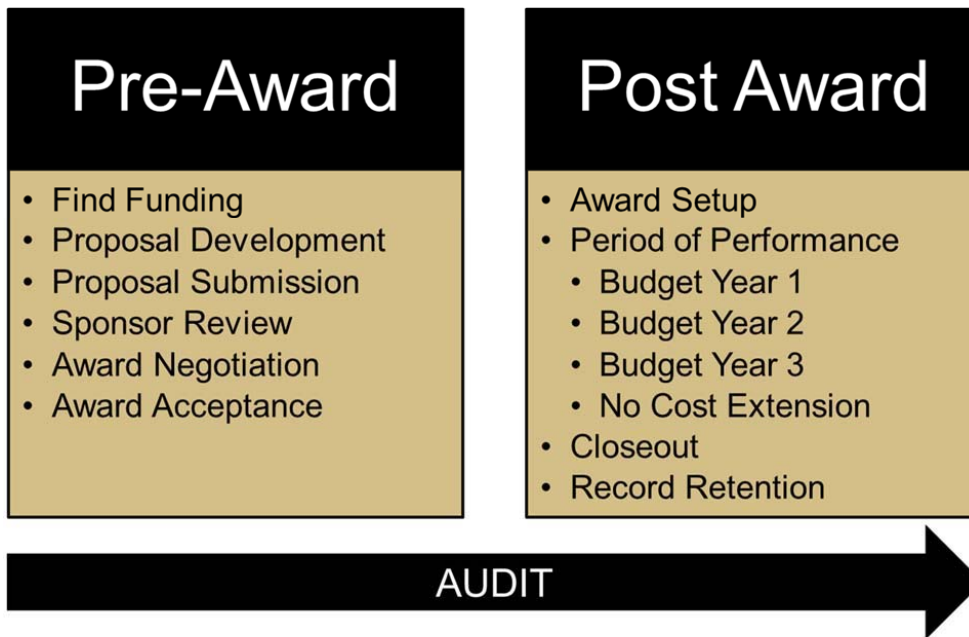 Pre-Award
• Find Funding
• Proposal Development
• Proposal Submission
• Sponsor Review
• Award Negotiation
• Award Acceptance
Post Award
• Award Setup
• Period of Performance
• Budget Year 1
• Budget Year 2
• Budget Year 3
• No Cost Extension
• Closeout
• Record Retention
AUDIT